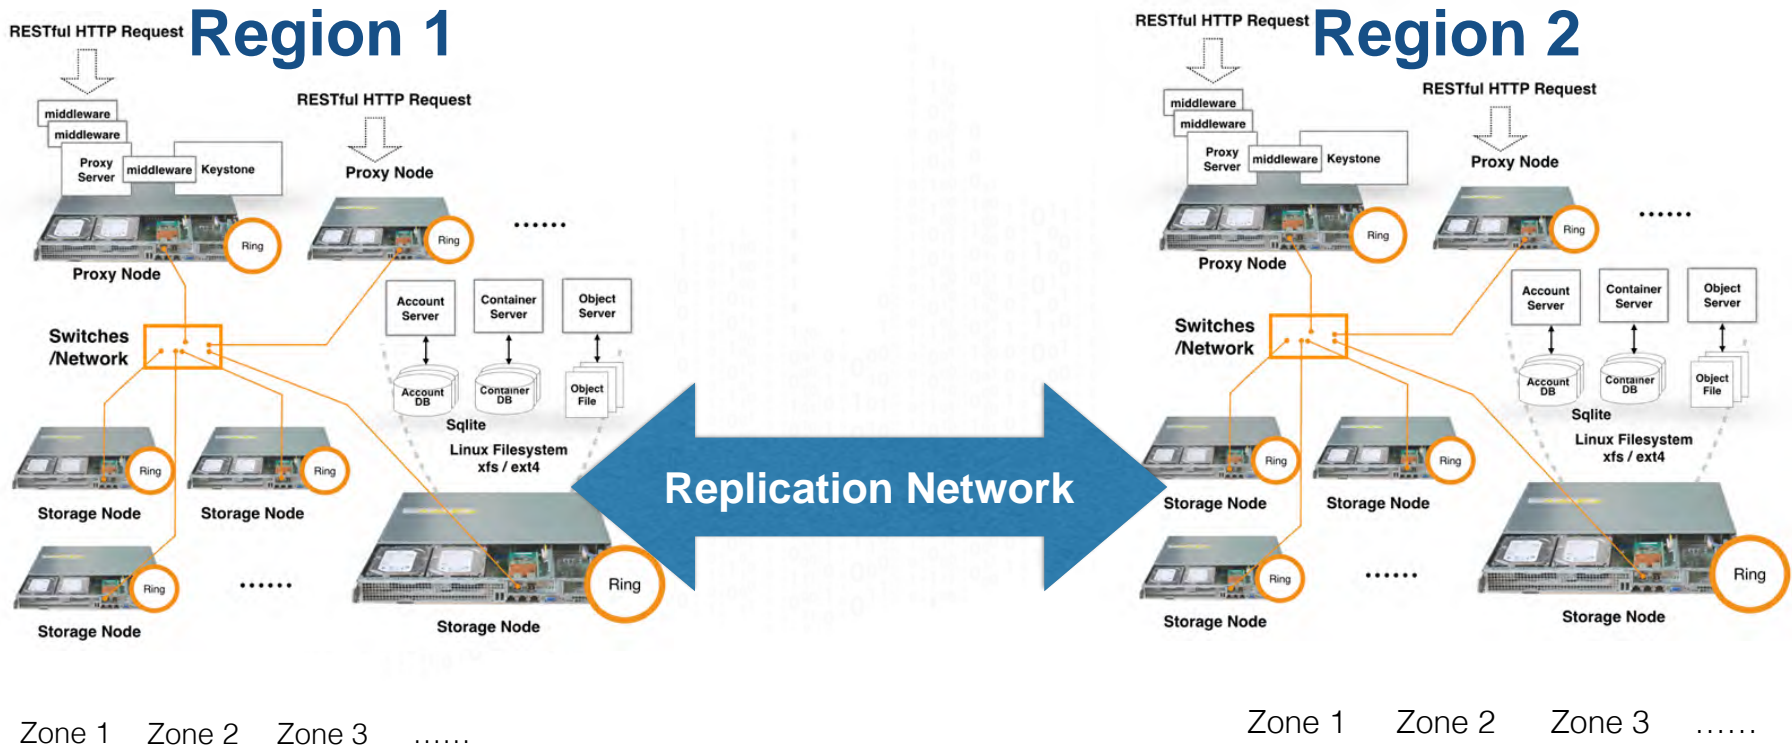 Region 1
RESTful HTTP Request
RESTful HTTP Request
middleware
middleware
Proxy
Server
middleware
Keystone
Proxy Node
Ring
Ring
......
Proxy Node
Account
Server
Container
Server
Object
Server
Switches
/Network
Account
DB
Container
DB
Object
File
Sqlite
Linux Filesystem
xfs / ext4
Ring
Ring
Storage Node
Storage Node
Ring
......
Ring
Storage Node
Storage Node
Zone 1 Zone 2 Zone 3 ......
Replication Network
Region 2
RESTful HTTP Request
RESTful HTTP Request
middleware
middleware
Proxy
Server
middleware
Keystone
Proxy Node
Ring
Ring
......
Proxy Node
Account
Server
Container
Server
Object
Server
Switches
/Network
Account
DB
Container
DB
Object
File
Sqlite
Linux Filesystem
xfs / ext4
Ring
Ring
Storage Node
Storage Node
Ring
......
Ring
Storage Node
Storage Node
Zone 1 Zone 2 Zone 3 ......